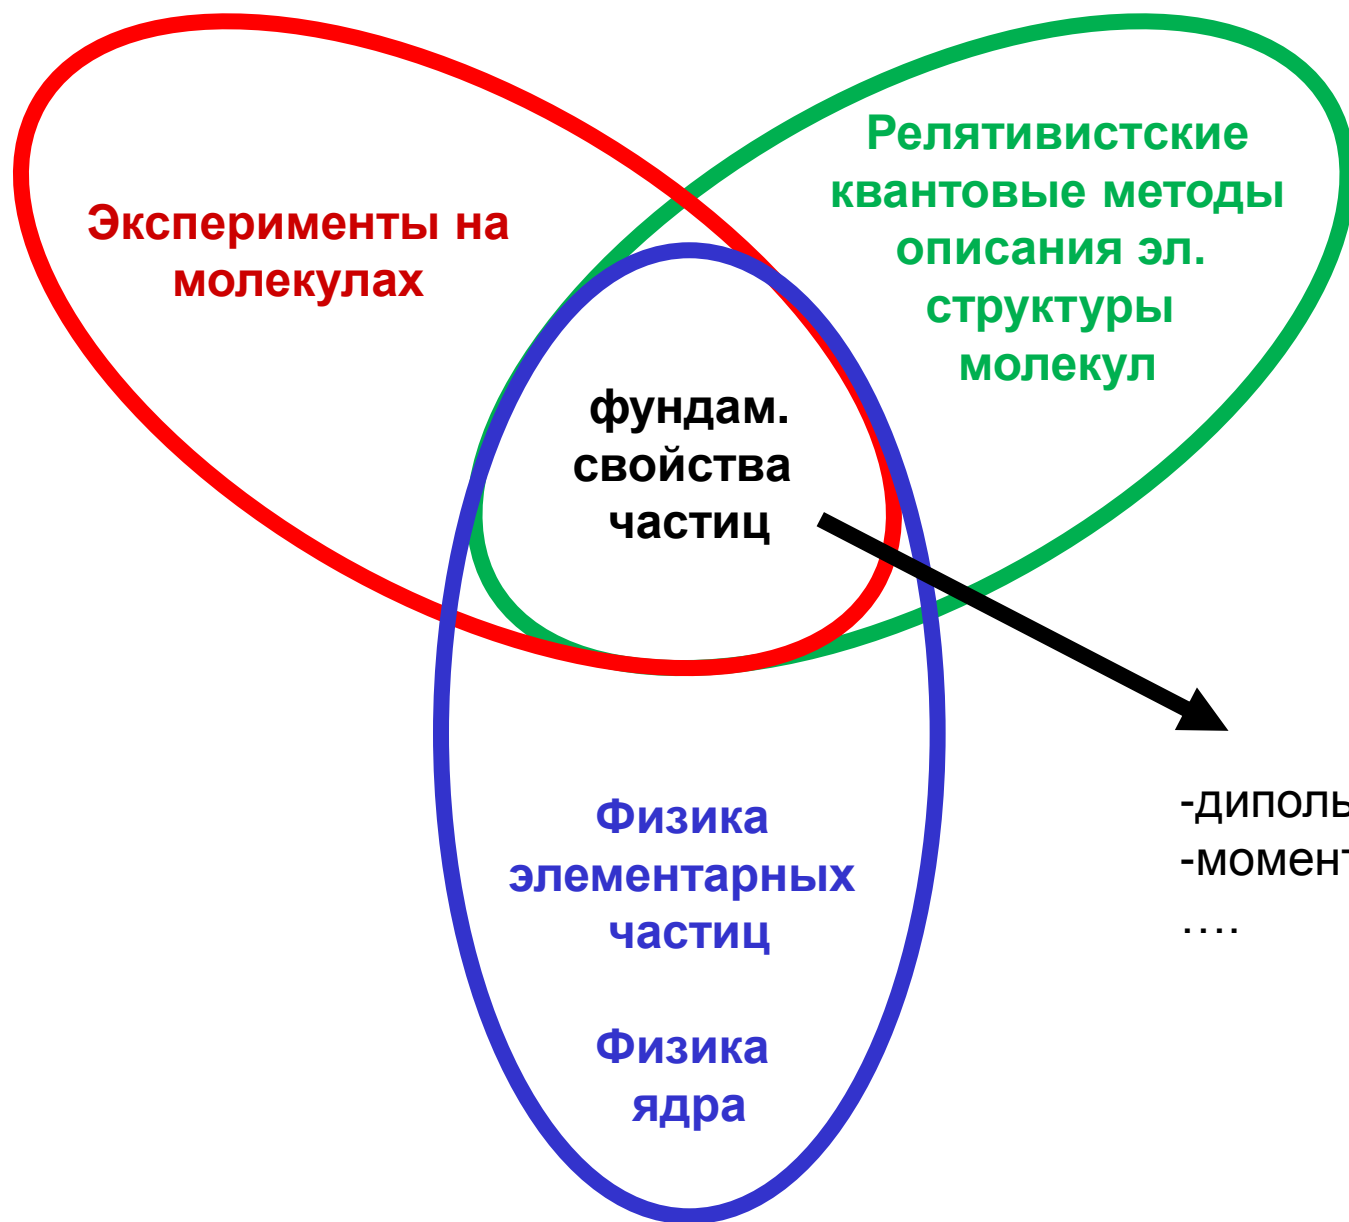 Эксперименты на
молекулах
Релятивистские
квантовые методы
описания эл.
структуры
молекул
фундам.
свойства
частиц
Физика
элементарных
частиц
Физика
ядра
-диполь
-момент
….